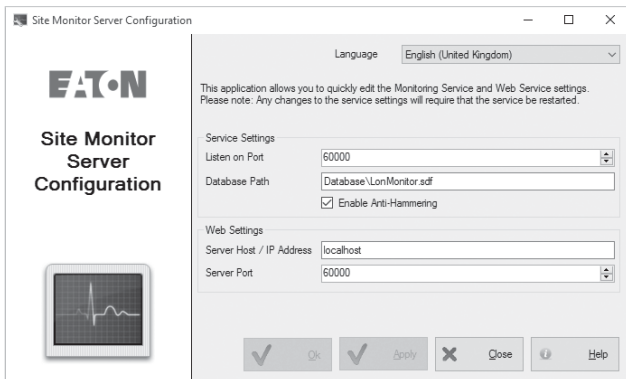 Site Monitor Server Configuration
Language English (United Kingdom)
EATON
This application allows you to quickly edit the Monitoring Service and Web Service settings.
Please note: Any changes to the service settings will require that the service be restarted.
Site Monitor
Server
Configuration
Service Settings
Listen on Port 60000
Database Path Database\LonMonitor.sdf
Enable Anti-Hammering
Web Settings
Server Host / IP Address localhost
Server Port 60000
Ok Apply Close Help